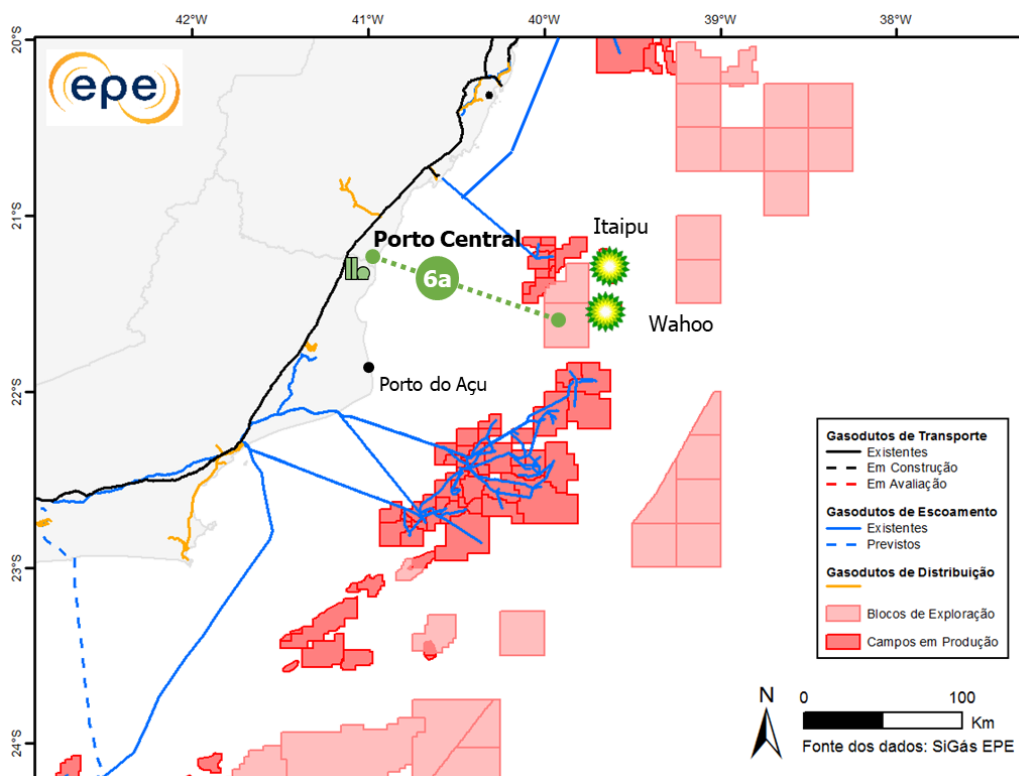 42°W
41°W
40°W
39°W
38°W
20°S
21°S
22°S
23°S
24°S
epe
Itaipu
Porto Central
6a
Wahoo
Porto do Açu
Gasodutos de Transporte
Existentes
Em Construção
Em Avaliação
Gasodutos de Escoamento
Existentes
Previstos
Gasodutos de Distribuição
Blocos de Exploração
Campos em Produção
N
0
100
Km
Fonte dos dados: SiGás EPE